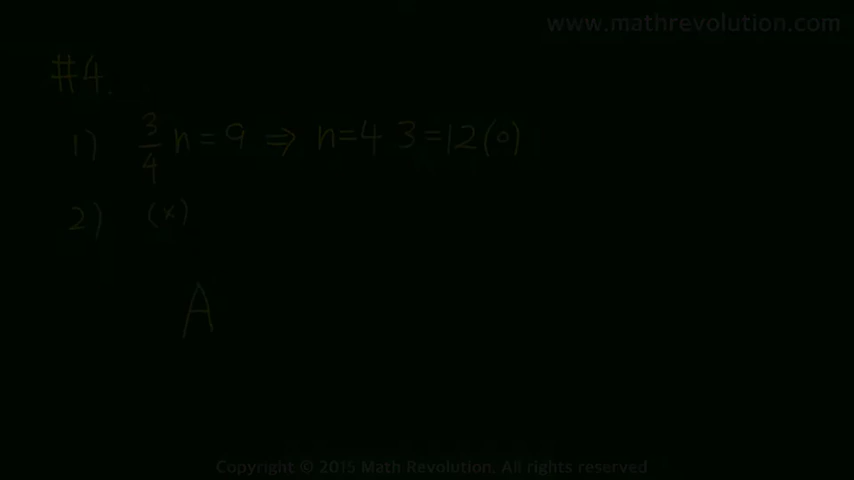 www.mathrevolution.com
#4.
1) 3/4 n = 9 ⇒ n = 4 3 = 12 (o)
2) (x)
A
Copyright © 2015 Math Revolution. All rights reserved